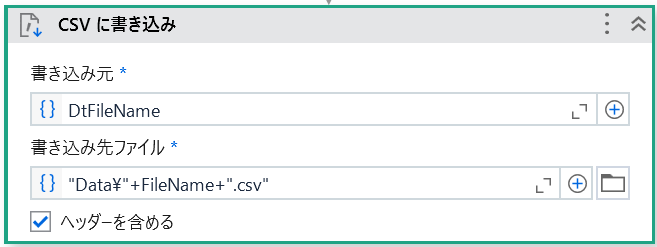 CSV に書き込み
書き込み元 *
{} DtFileName
書き込み先ファイル *
{} "Data¥"+FileName+".csv"
ヘッダーを含める